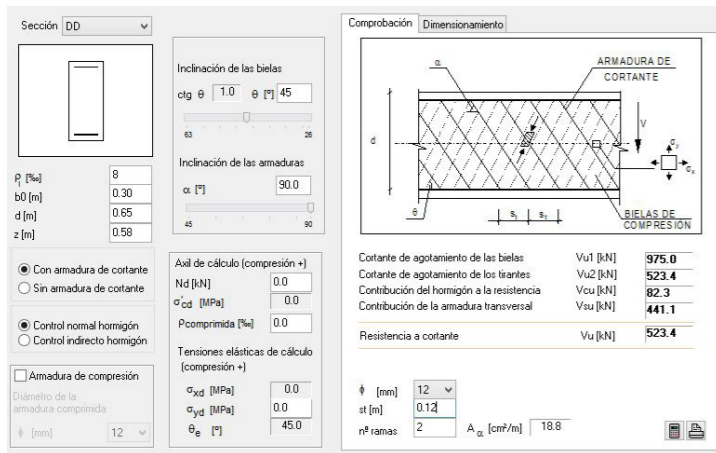 Sección DD
ρl [‰] 8
b0 [m] 0.30
d [m] 0.65
z [m] 0.58
Con armadura de cortante
Sin armadura de cortante
Control normal hormigón
Control indirecto hormigón
Armadura de compresión
Diámetro de la
armadura comprimida
ϕ [mm] 12
Inclinación de las bielas
ctg θ 1.0 θ [º] 45
63 26
Inclinación de las armaduras
α [º] 90.0
45 90
Axil de cálculo (compresión +)
Nd [kN] 0.0
σ'cd [MPa] 0.0
ρcomprimida [‰] 0.0
Tensiones elásticas de cálculo
(compresión +)
σxd [MPa] 0.0
σyd [MPa] 0.0
θe [º] 45.0
Comprobación Dimensionamiento
α
ARMADURA DE
CORTANTE
d
V
σz
σx
θ
st st
BIELAS DE
COMPRESIÓN
Cortante de agotamiento de las bielas Vu1 [kN] 975.0
Cortante de agotamiento de los tirantes Vu2 [kN] 523.4
Contribución del hormigón a la resistencia Vcu [kN] 82.3
Contribución de la armadura transversal Vsu [kN] 441.1
Resistencia a cortante Vu [kN] 523.4
ϕ [mm] 12
st [m] 0.12
nº ramas 2 Aα [cm²/m] 18.8